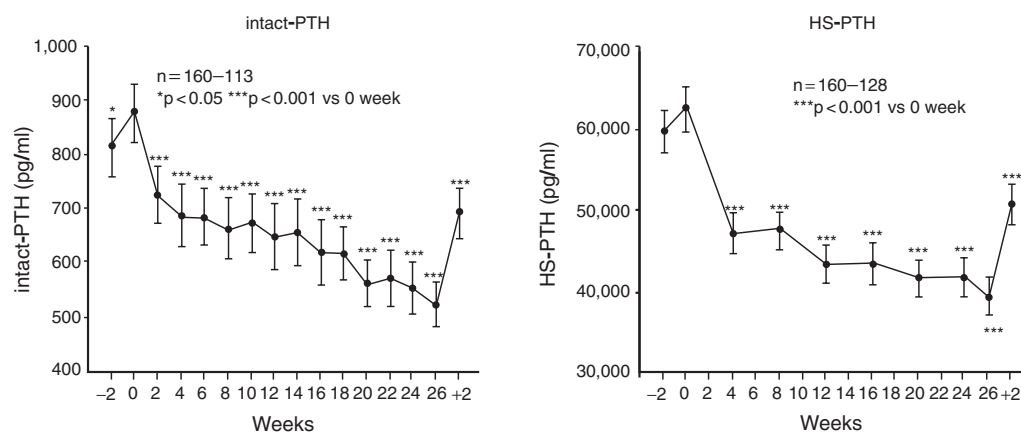 intact-PTH
1,000
900
800
700
600
500
400
intact-PTH (pg/ml)
n=160–113
*p<0.05 ***p<0.001 vs 0 week
*
***
***
***
***
***
***
***
***
***
***
***
***
***
***
−2 0 2 4 6 8 10 12 14 16 18 20 22 24 26 +2
Weeks
HS-PTH
70,000
60,000
50,000
40,000
30,000
HS-PTH (pg/ml)
n=160–128
***p<0.001 vs 0 week
***
***
***
***
***
***
***
***
−2 0 2 4 6 8 10 12 14 16 18 20 22 24 26 +2
Weeks